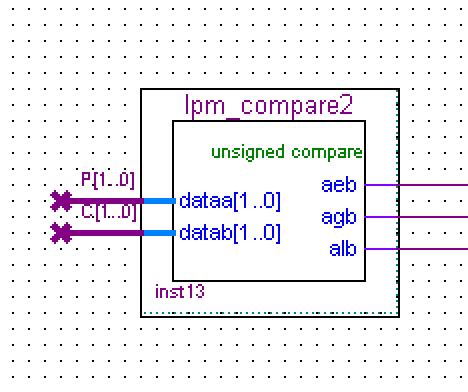 lpm_compare2
unsigned compare
P[1..0]
dataa[1..0]
aeb
C[1..0]
agb
datab[1..0]
alb
inst13